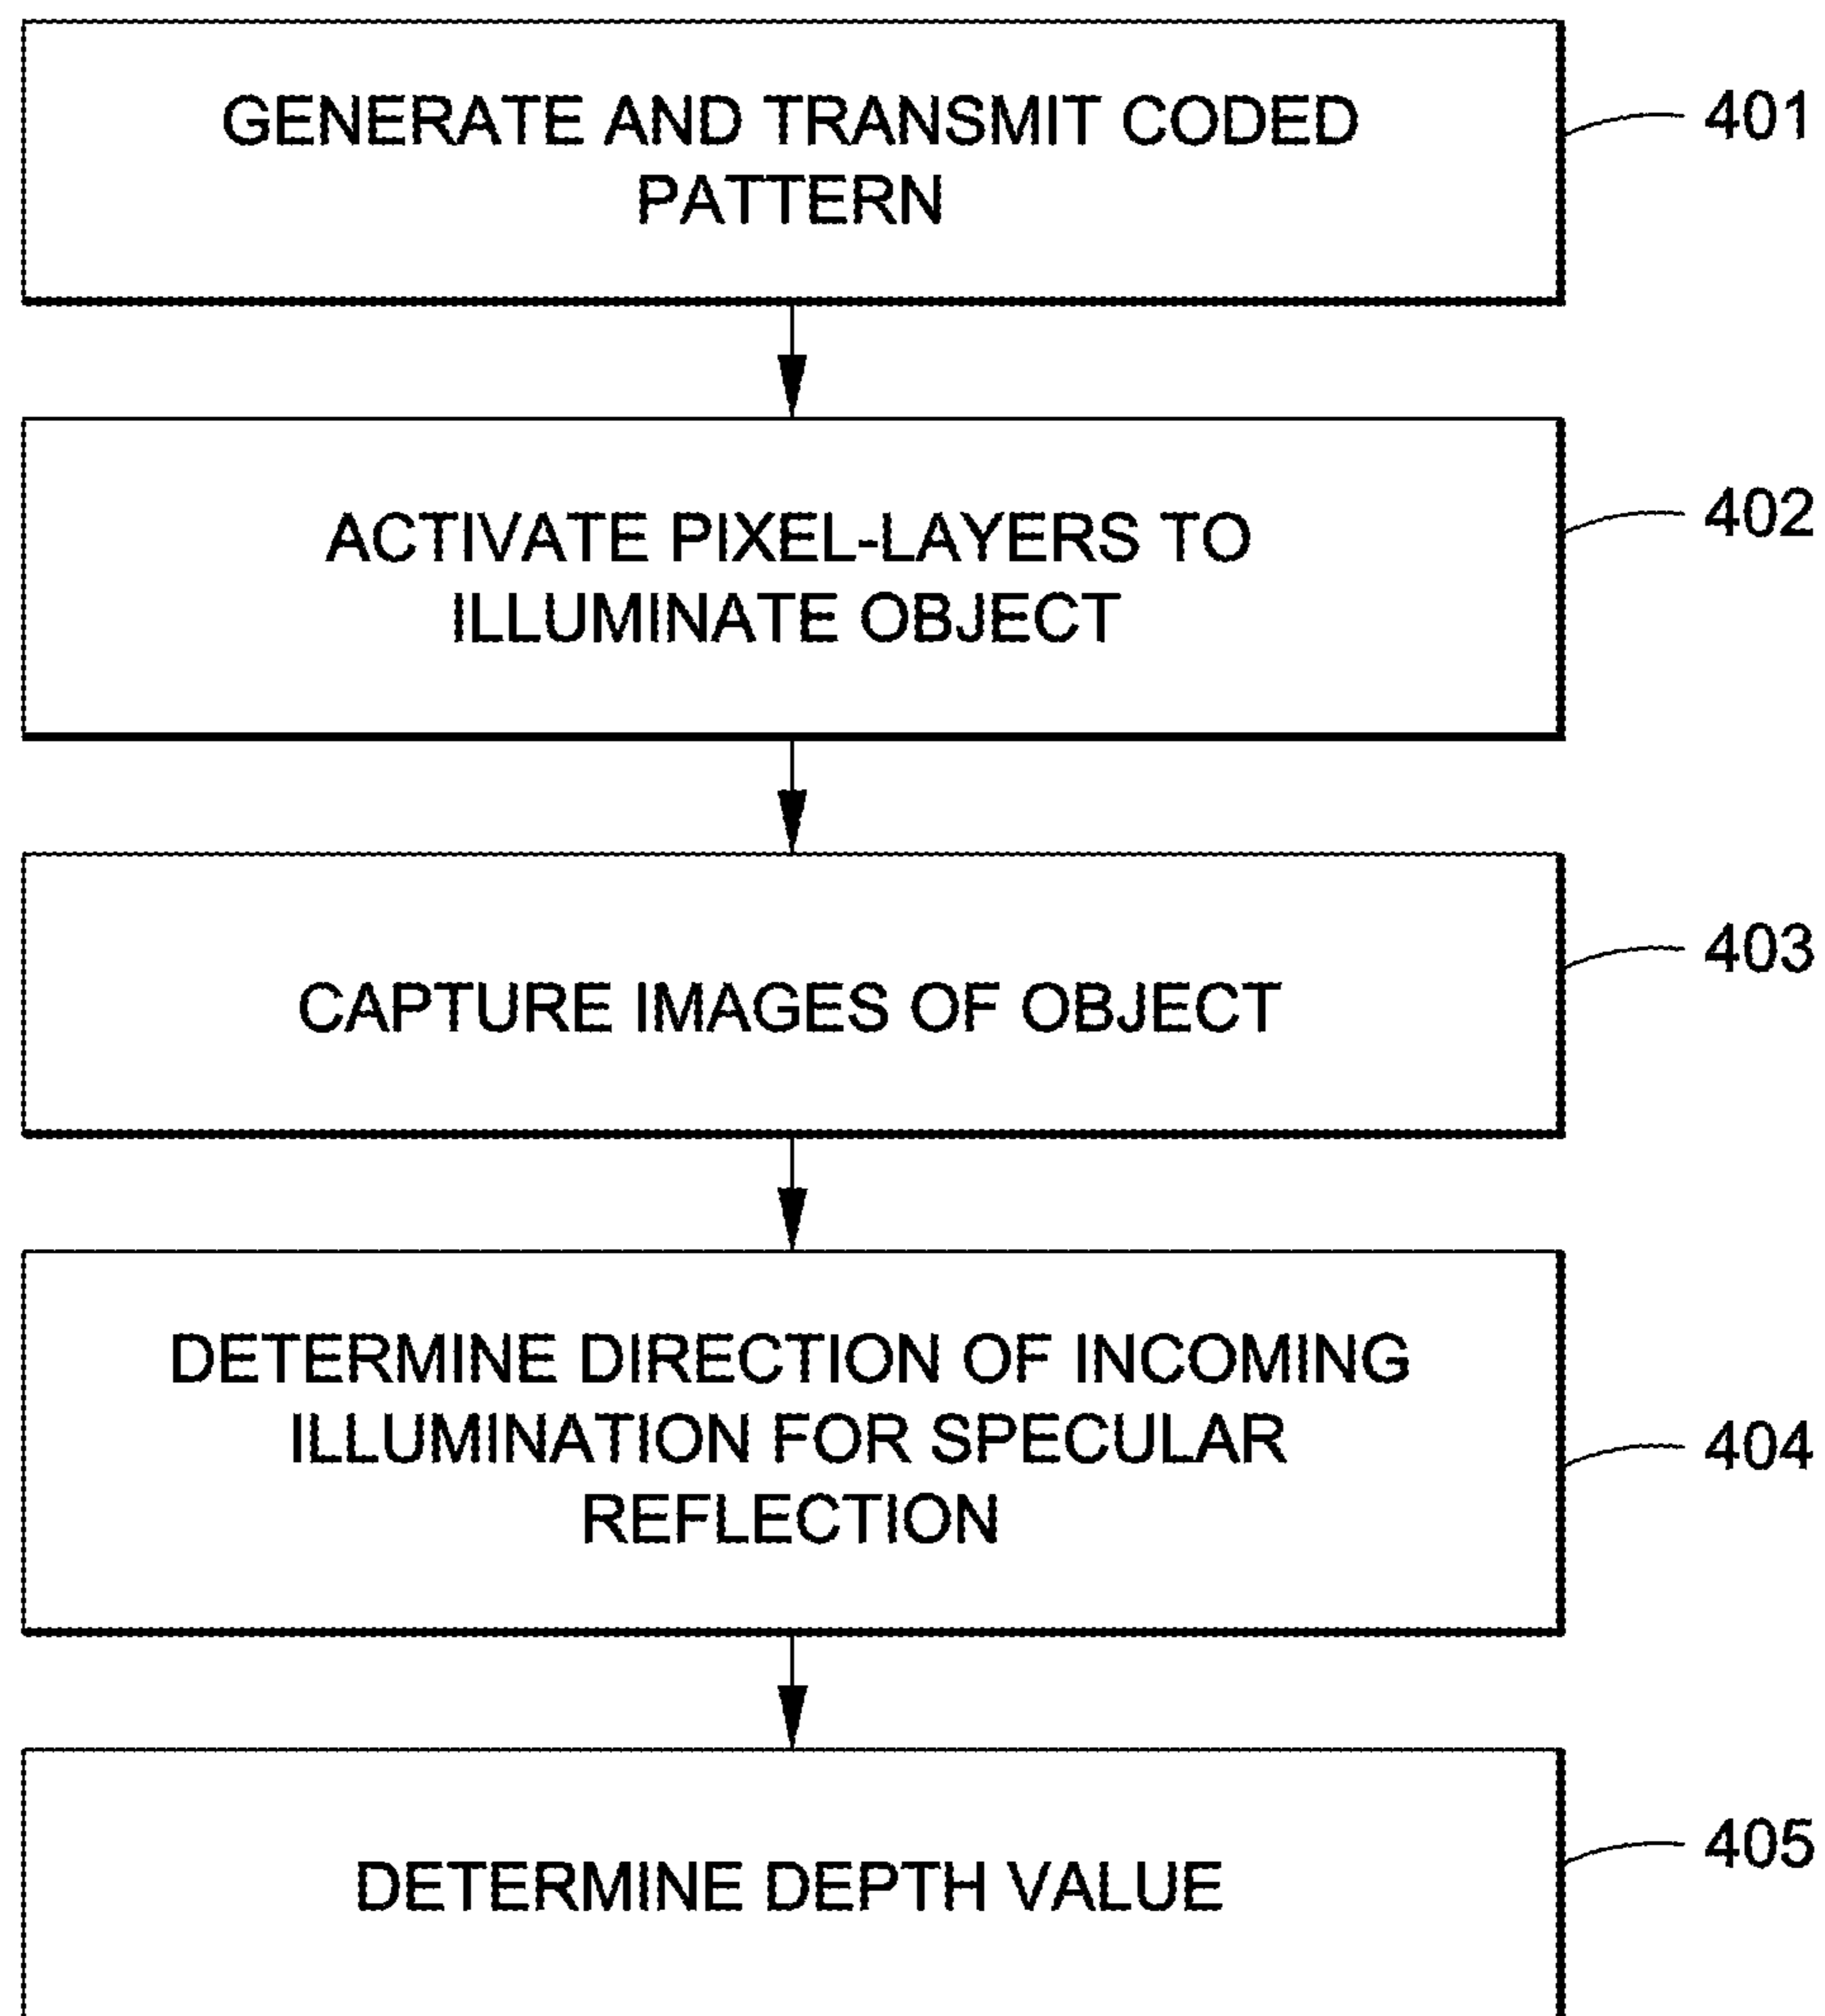 GENERATE AND TRANSMIT CODED
PATTERN
401
ACTIVATE PIXEL-LAYERS TO
ILLUMINATE OBJECT
402
CAPTURE IMAGES OF OBJECT
403
DETERMINE DIRECTION OF INCOMING
ILLUMINATION FOR SPECULAR
REFLECTION
404
DETERMINE DEPTH VALUE
405